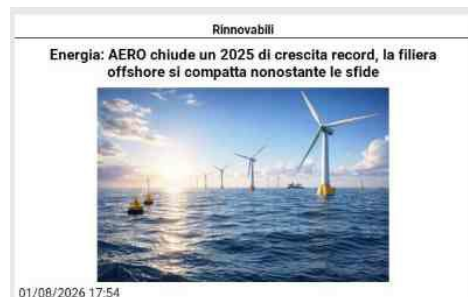 Rinnovabili
Energia: AERO chiude un 2025 di crescita record, la filiera
offshore si compatta nonostante le sfide
01/08/2026 17:54